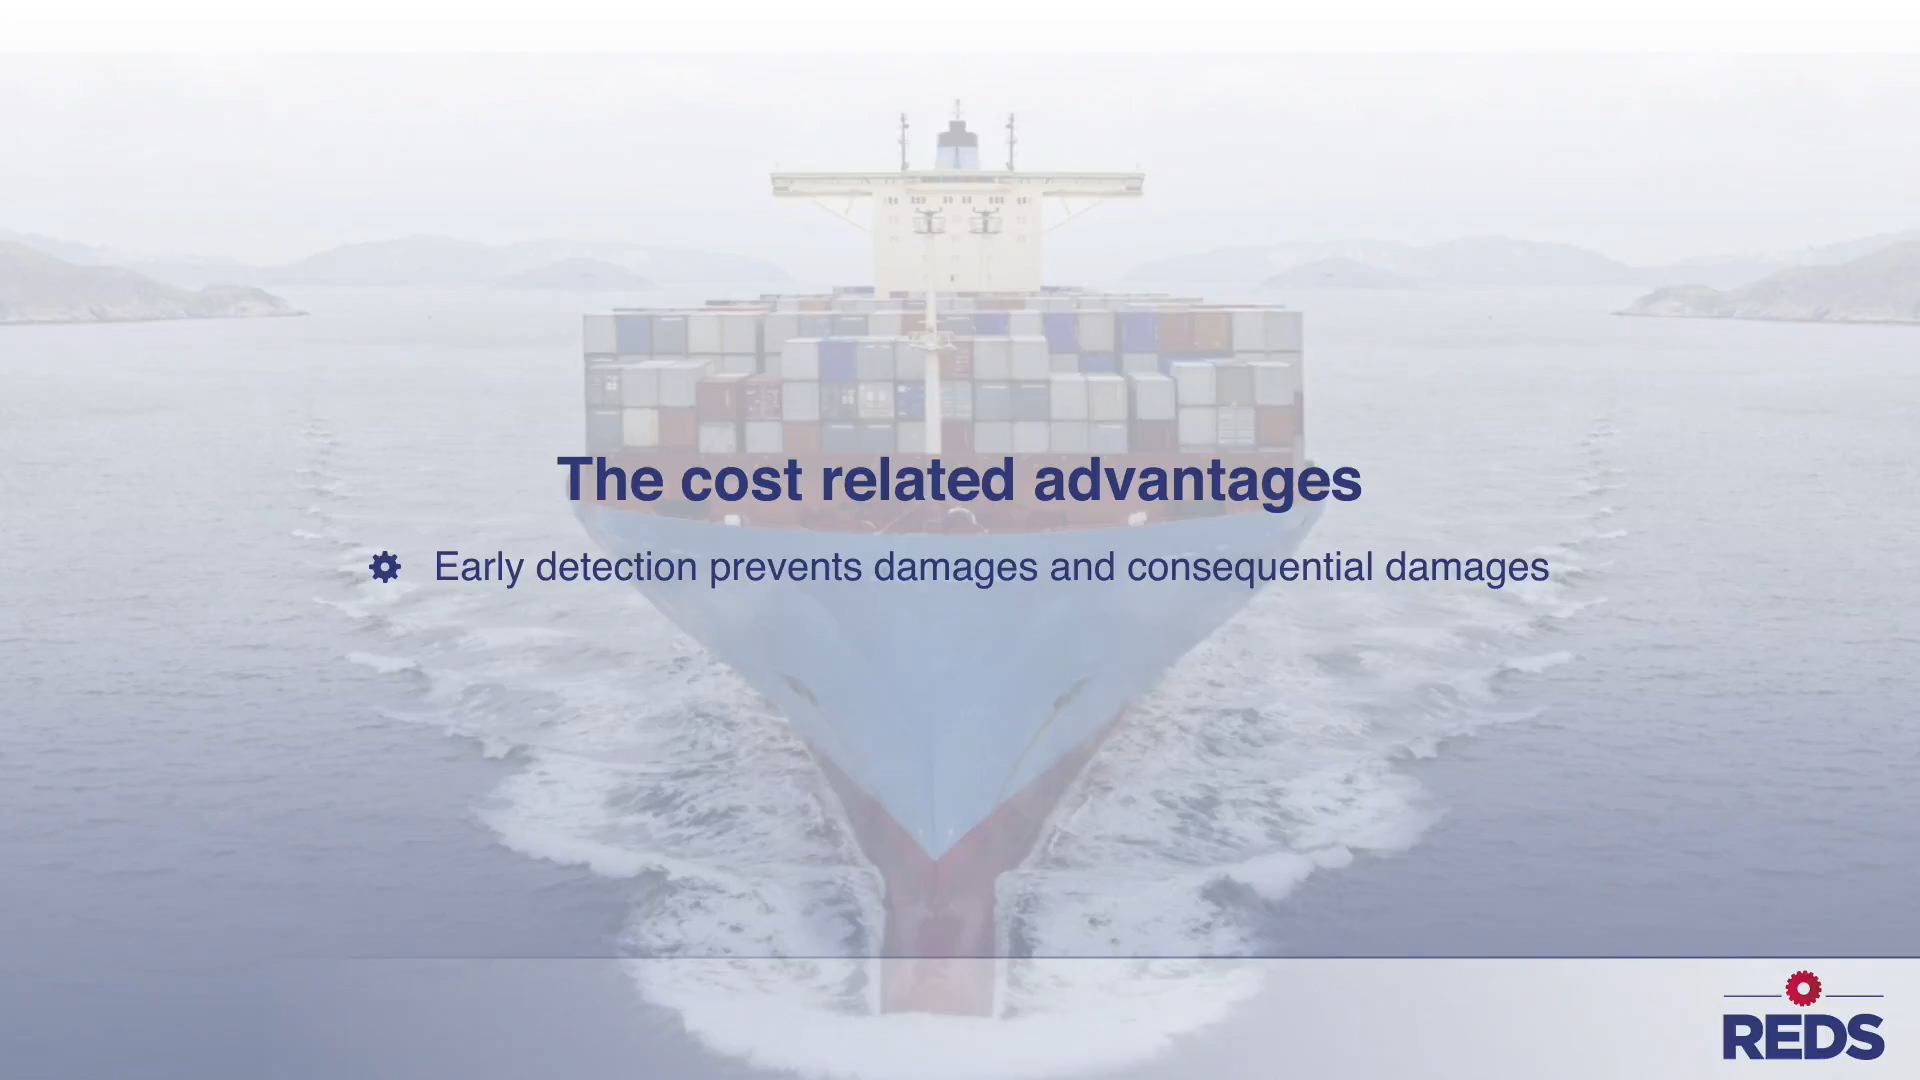 The cost related advantages
Early detection prevents damages and consequential damages
REDS